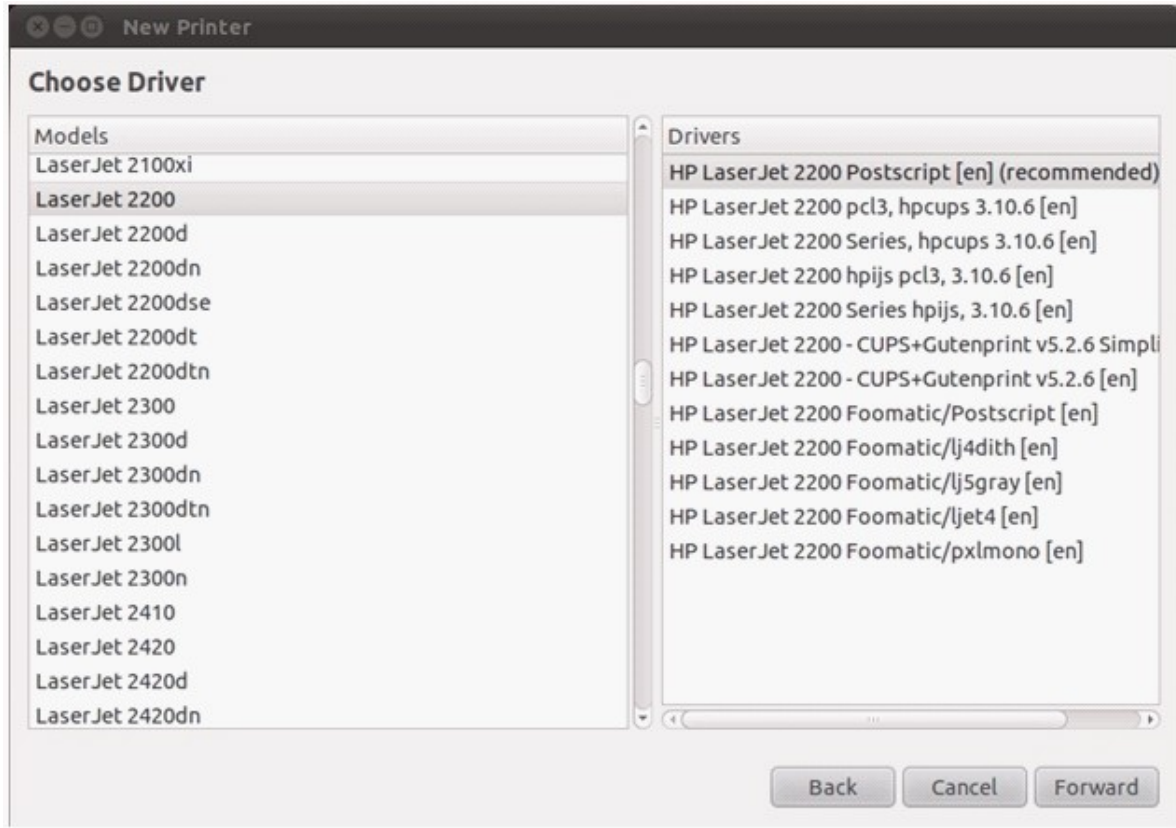 New Printer
Choose Driver
Models
LaserJet 2100xi
LaserJet 2200
LaserJet 2200d
LaserJet 2200dn
LaserJet 2200dse
LaserJet 2200dt
LaserJet 2200dtn
LaserJet 2300
LaserJet 2300d
LaserJet 2300dn
LaserJet 2300dtn
LaserJet 2300l
LaserJet 2300n
LaserJet 2410
LaserJet 2420
LaserJet 2420d
LaserJet 2420dn
Drivers
HP LaserJet 2200 Postscript [en] (recommended)
HP LaserJet 2200 pcl3, hpcups 3.10.6 [en]
HP LaserJet 2200 Series, hpcups 3.10.6 [en]
HP LaserJet 2200 hpijs pcl3, 3.10.6 [en]
HP LaserJet 2200 Series hpijs, 3.10.6 [en]
HP LaserJet 2200 - CUPS+Gutenprint v5.2.6 Simpli
HP LaserJet 2200 - CUPS+Gutenprint v5.2.6 [en]
HP LaserJet 2200 Foomatic/Postscript [en]
HP LaserJet 2200 Foomatic/lj4dith [en]
HP LaserJet 2200 Foomatic/lj5gray [en]
HP LaserJet 2200 Foomatic/ljet4 [en]
HP LaserJet 2200 Foomatic/pxlmono [en]
Back Cancel Forward